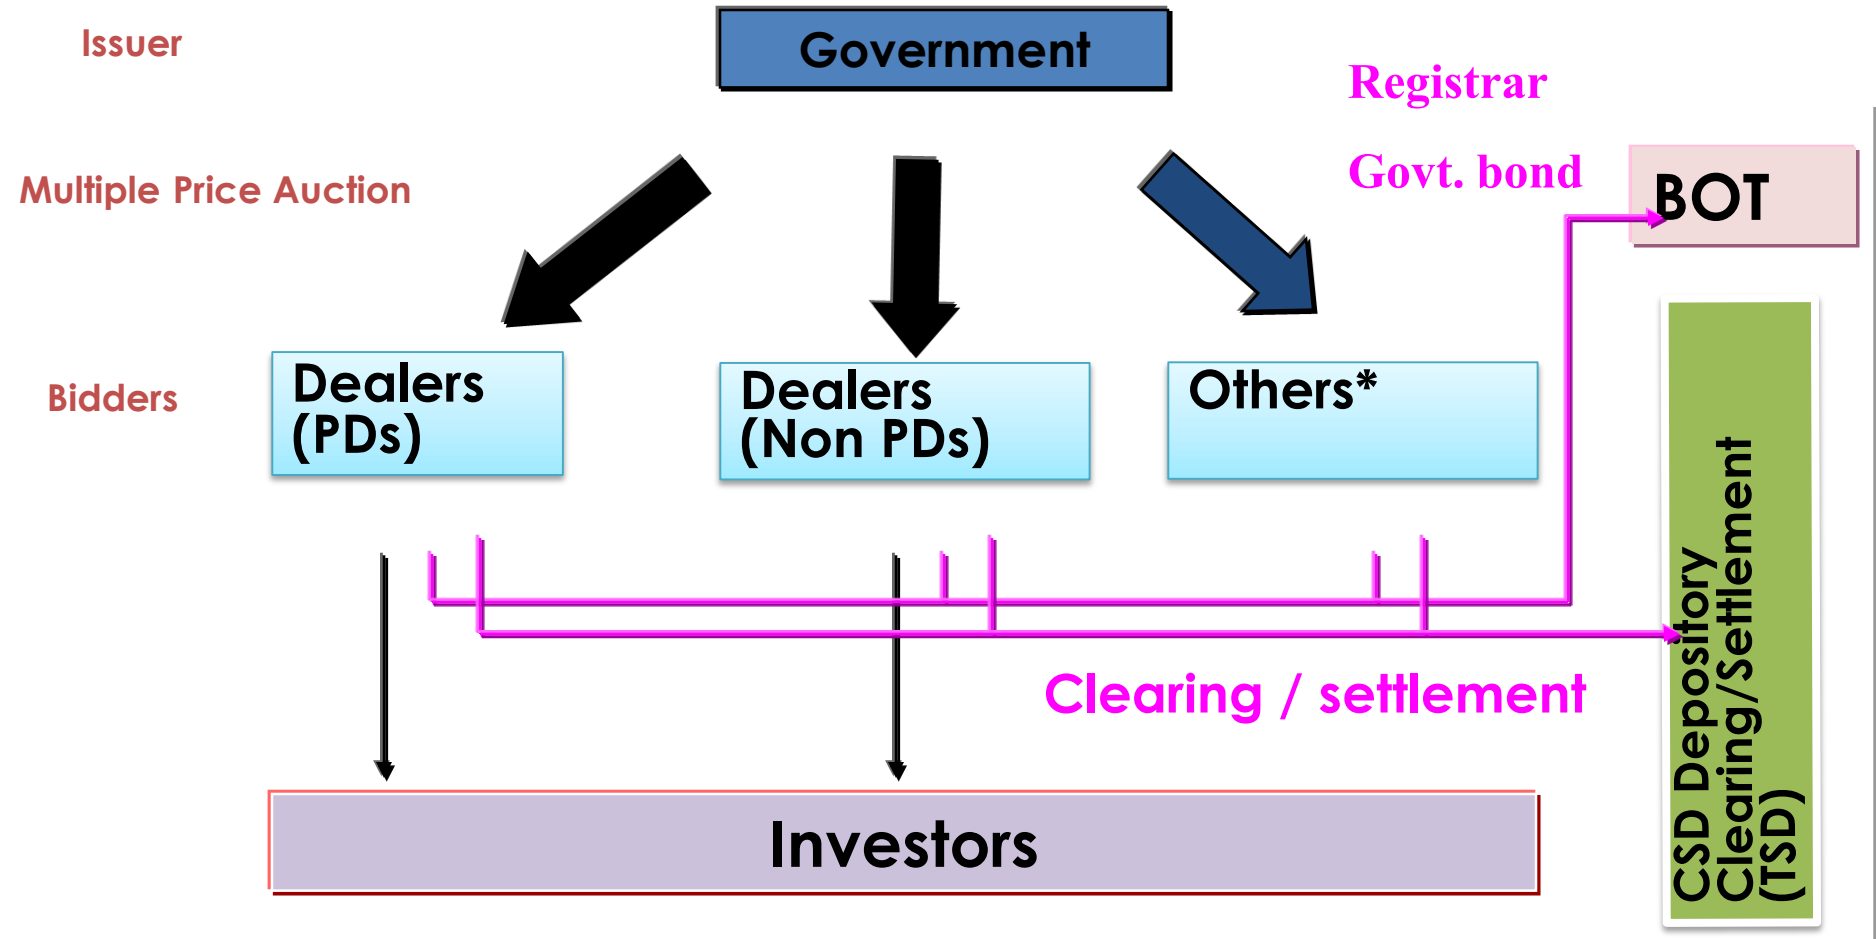 Issuer
Government
Registrar
Govt. bond
Multiple Price Auction
BOT
Bidders
Dealers
(PDs)
Dealers
(Non PDs)
Others*
Clearing / settlement
CSD Depository
Clearing/Settlement
(TSD)
Investors